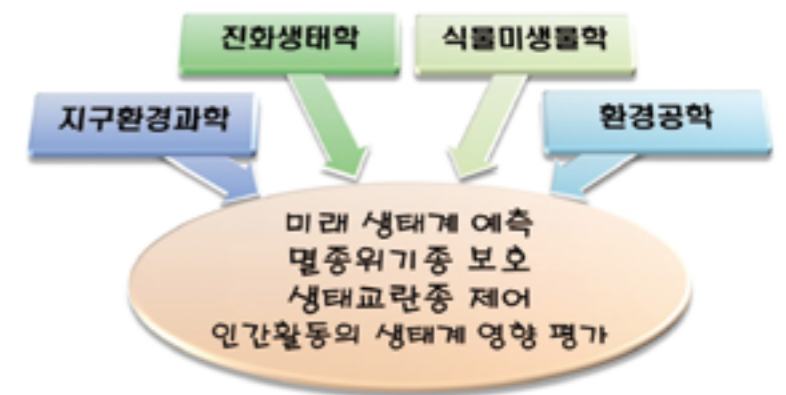 진화생태학
식물미생물학
지구환경과학
환경공학
미래 생태계 예측
멸종위기종 보호
생태교란종 제어
인간활동의 생태계 영향 평가